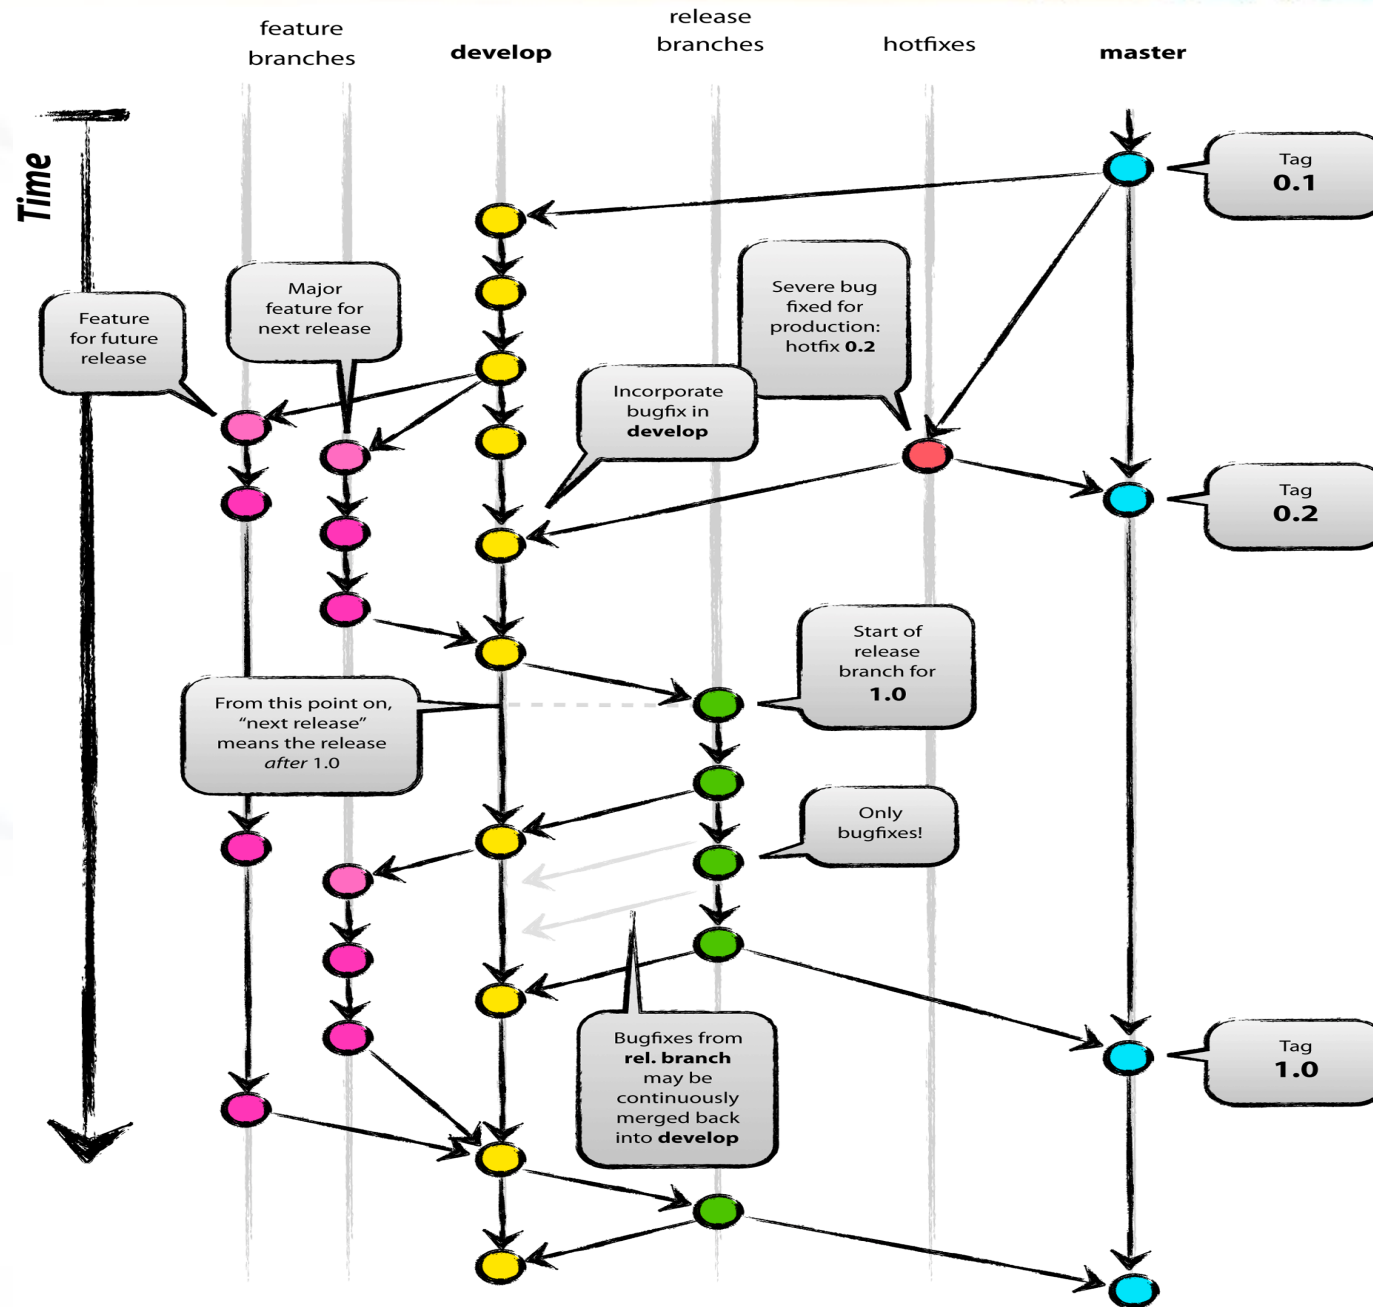 feature
branches
develop
release
branches
hotfixes
master
Time
Tag
0.1
Major
feature for
next release
Feature
for future
release
Severe bug
fixed for
production:
hotfix 0.2
Incorporate
bugfix in
develop
Tag
0.2
Start of
release
branch for
1.0
From this point on,
“next release”
means the release
after 1.0
Only
bugfixes!
Bugfixes from
rel. branch
may be
continuously
merged back
into develop
Tag
1.0